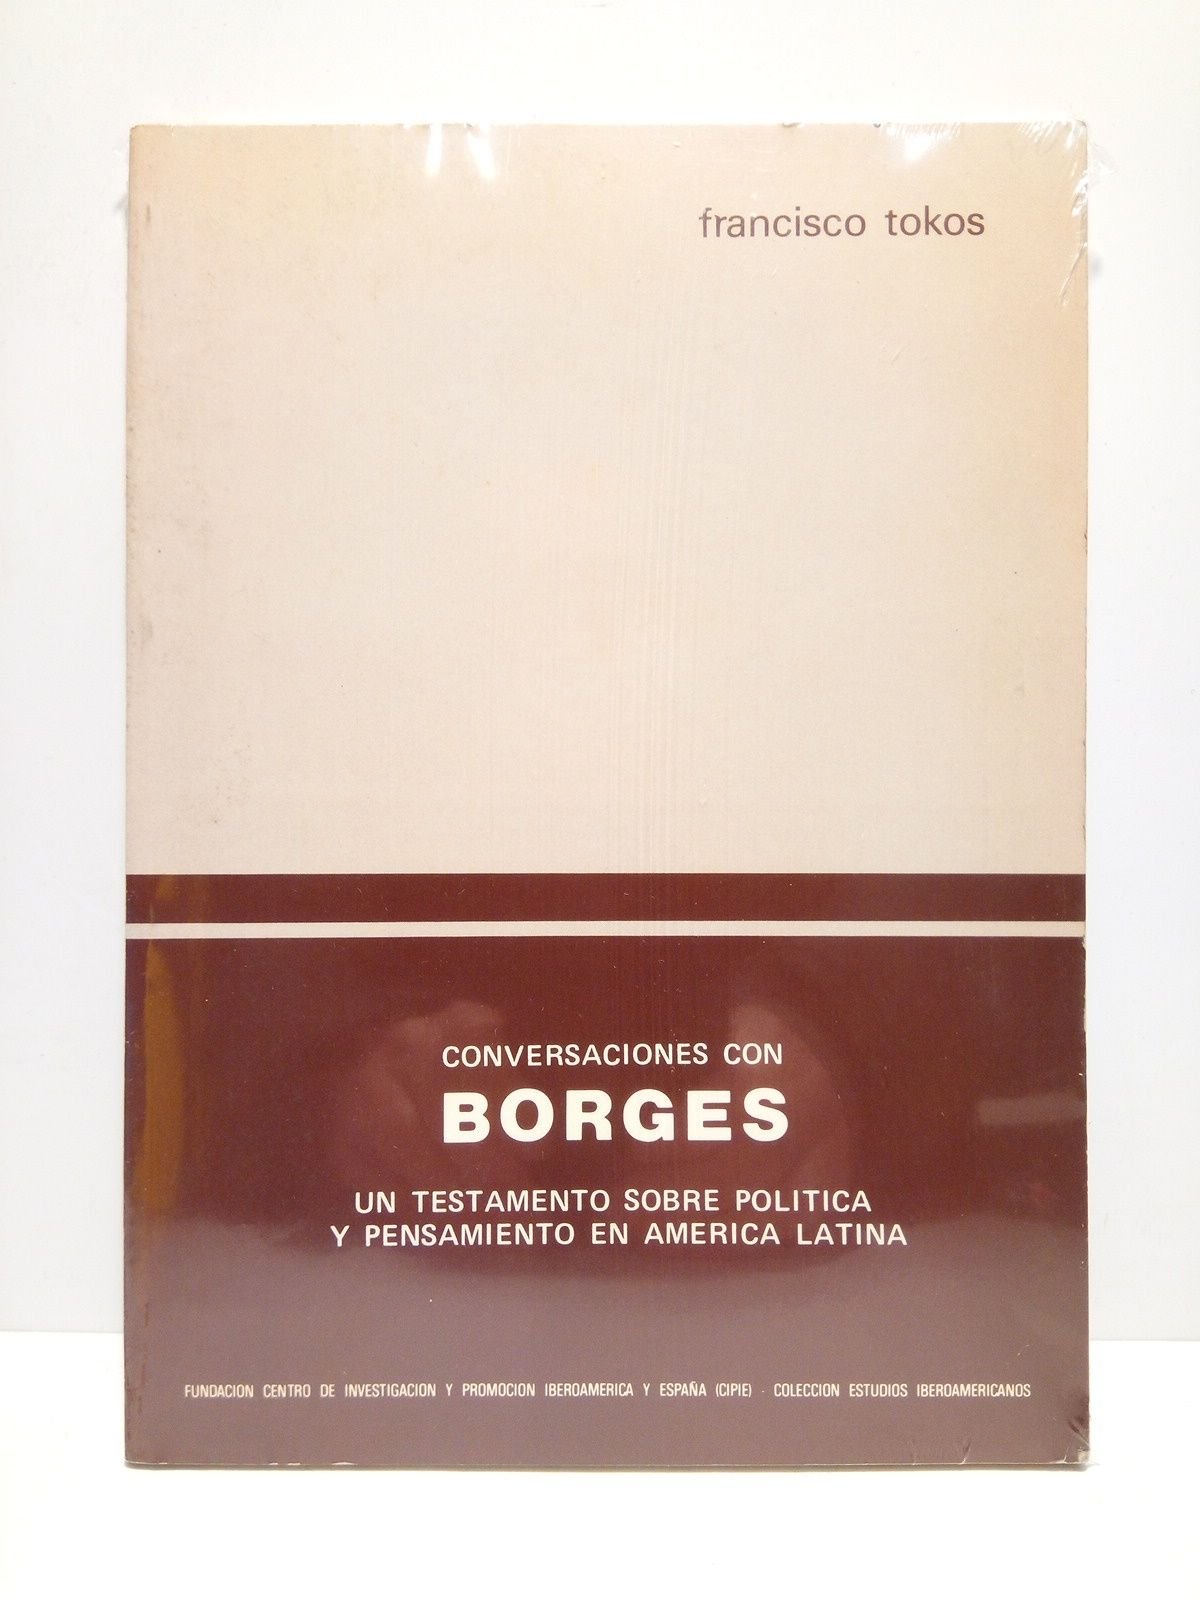 francisco tokos
CONVERSACIONES CON
BORGES
UN TESTAMENTO SOBRE POLITICA
Y PENSAMIENTO EN AMERICA LATINA
FUNDACION CENTRO DE INVESTIGACION Y PROMOCION IBEROAMERICA Y ESPAÑA (CIPIE) · COLECCION ESTUDIOS IBEROAMERICANOS